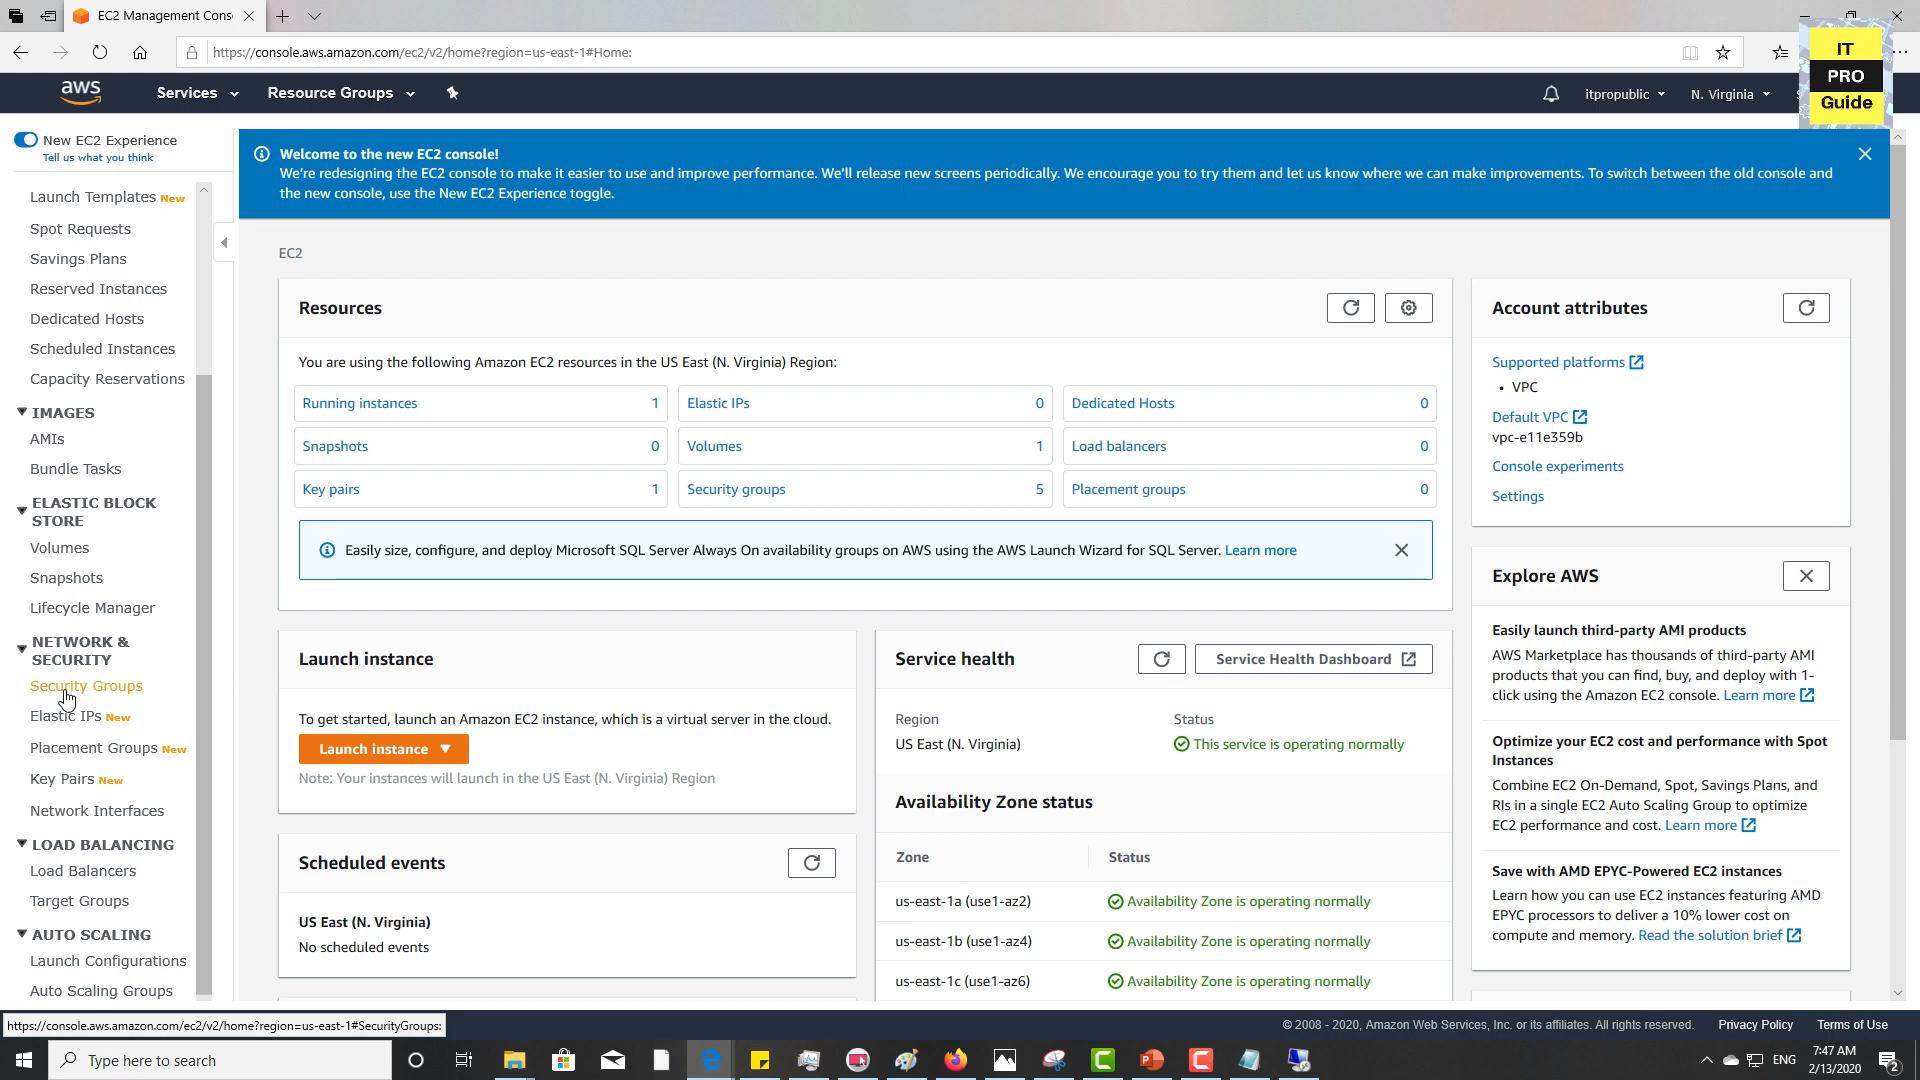 EC2 Management Cons
https://console.aws.amazon.com/ec2/v2/home?region=us-east-1#Home:
IT
PRO
Guide
aws
Services
Resource Groups
itpropublic
N. Virginia
New EC2 Experience
Tell us what you think
Launch Templates New
Spot Requests
Savings Plans
Reserved Instances
Dedicated Hosts
Scheduled Instances
Capacity Reservations
IMAGES
AMIs
Bundle Tasks
ELASTIC BLOCK
STORE
Volumes
Snapshots
Lifecycle Manager
NETWORK &
SECURITY
Security Groups
Elastic IPs New
Placement Groups New
Key Pairs New
Network Interfaces
LOAD BALANCING
Load Balancers
Target Groups
AUTO SCALING
Launch Configurations
Auto Scaling Groups
Welcome to the new EC2 console!
We're redesigning the EC2 console to make it easier to use and improve performance. We'll release new screens periodically. We encourage you to try them and let us know where we can make improvements. To switch between the old console and
the new console, use the New EC2 Experience toggle.
EC2
Resources
You are using the following Amazon EC2 resources in the US East (N. Virginia) Region:
Running instances 1
Elastic IPs 0
Dedicated Hosts 0
Snapshots 0
Volumes 1
Load balancers 0
Key pairs 1
Security groups 5
Placement groups 0
Easily size, configure, and deploy Microsoft SQL Server Always On availability groups on AWS using the AWS Launch Wizard for SQL Server. Learn more
Launch instance
To get started, launch an Amazon EC2 instance, which is a virtual server in the cloud.
Launch instance
Note: Your instances will launch in the US East (N. Virginia) Region
Scheduled events
US East (N. Virginia)
No scheduled events
Service health
Service Health Dashboard
Region
Status
US East (N. Virginia)
This service is operating normally
Availability Zone status
Zone
Status
us-east-1a (use1-az2)
Availability Zone is operating normally
us-east-1b (use1-az4)
Availability Zone is operating normally
us-east-1c (use1-az6)
Availability Zone is operating normally
Account attributes
Supported platforms
• VPC
Default VPC
vpc-e11e359b
Console experiments
Settings
Explore AWS
Easily launch third-party AMI products
AWS Marketplace has thousands of third-party AMI
products that you can find, buy, and deploy with 1-
click using the Amazon EC2 console. Learn more
Optimize your EC2 cost and performance with Spot
Instances
Combine EC2 On-Demand, Spot, Savings Plans, and
RIs in a single EC2 Auto Scaling Group to optimize
EC2 performance and cost. Learn more
Save with AMD EPYC-Powered EC2 instances
Learn how you can use EC2 instances featuring AMD
EPYC processors to deliver a 10% lower cost on
compute and memory. Read the solution brief
https://console.aws.amazon.com/ec2/v2/home?region=us-east-1#SecurityGroups:
© 2008 - 2020, Amazon Web Services, Inc. or its affiliates. All rights reserved.
Privacy Policy
Terms of Use
Type here to search
ENG
7:47 AM
2/13/2020
2